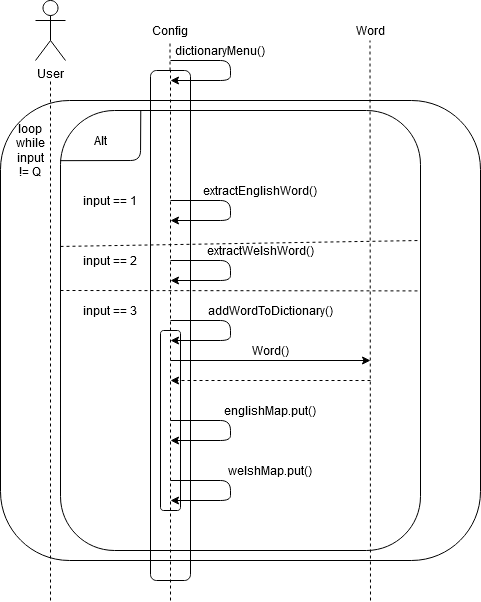 Config
Word
dictionaryMenu()
User
loop
while
input
!= Q
Alt
input == 1
extractEnglishWord()
input == 2
extractWelshWord()
input == 3
addWordToDictionary()
Word()
englishMap.put()
welshMap.put()